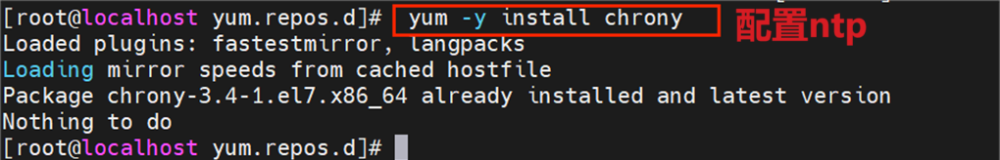 [root@localhost yum.repos.d]# yum -y install chrony 配置ntp
Loaded plugins: fastestmirror, langpacks
Loading mirror speeds from cached hostfile
Package chrony-3.4-1.el7.x86_64 already installed and latest version
Nothing to do
[root@localhost yum.repos.d]#